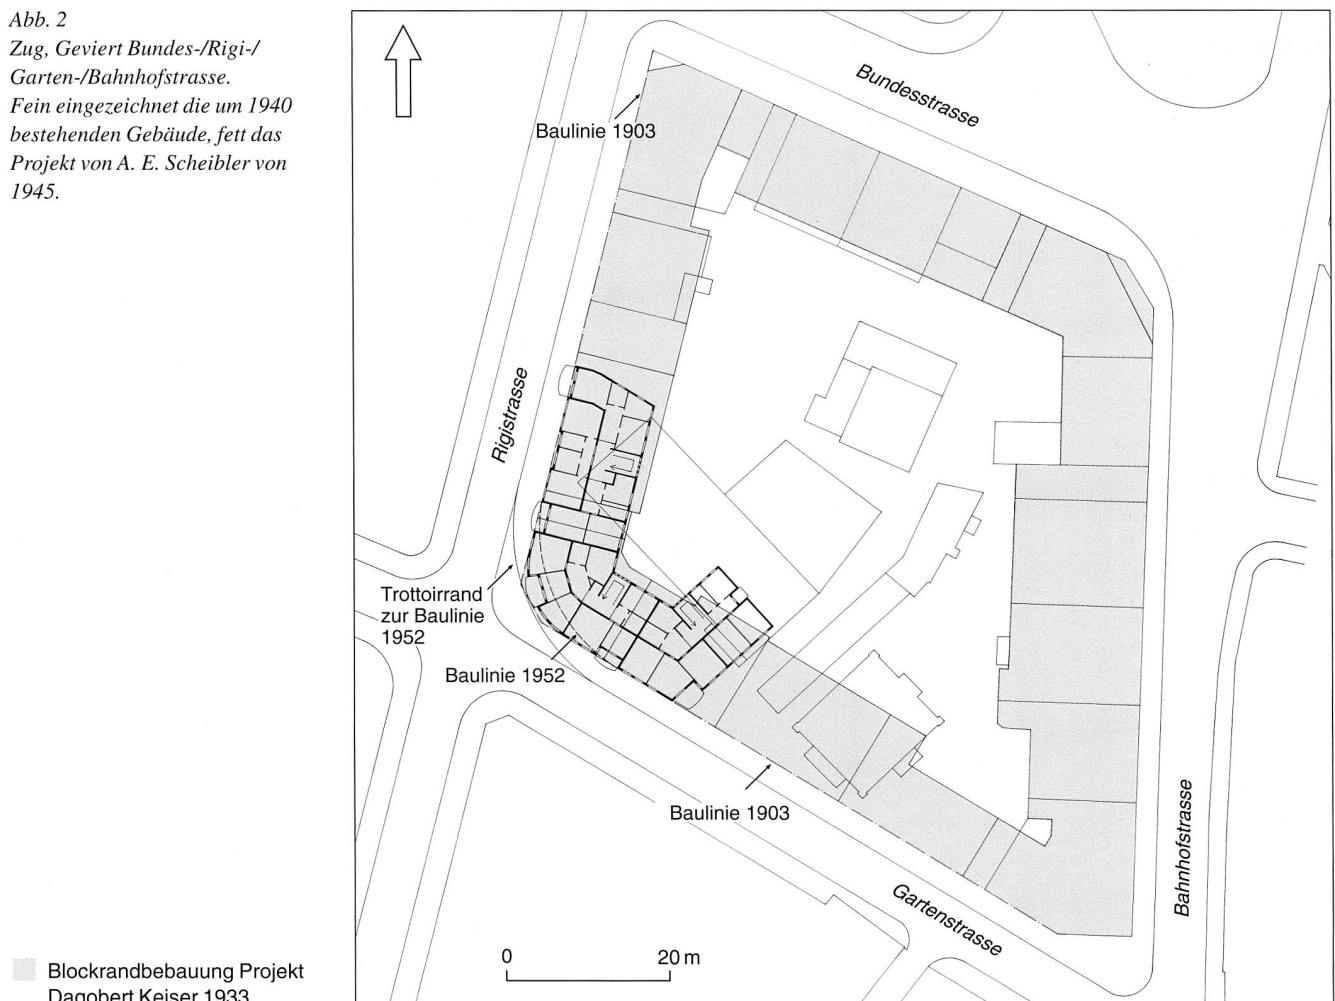 Abb. 2
Zug, Geviert Bundes-/Rigi-/
Garten-/Bahnhofstrasse.
Fein eingezeichnet die um 1940
bestehenden Gebäude, fett das
Projekt von A. E. Scheibler von
1945.
Bundesstrasse
Baulinie 1903
Rigistrasse
Trottoirrand
zur Baulinie
1952
Baulinie 1952
Baulinie 1903
Bahnhofstrasse
Gartenstrasse
0 20 m
Blockrandbebauung Projekt
Dagobert Keiser 1933